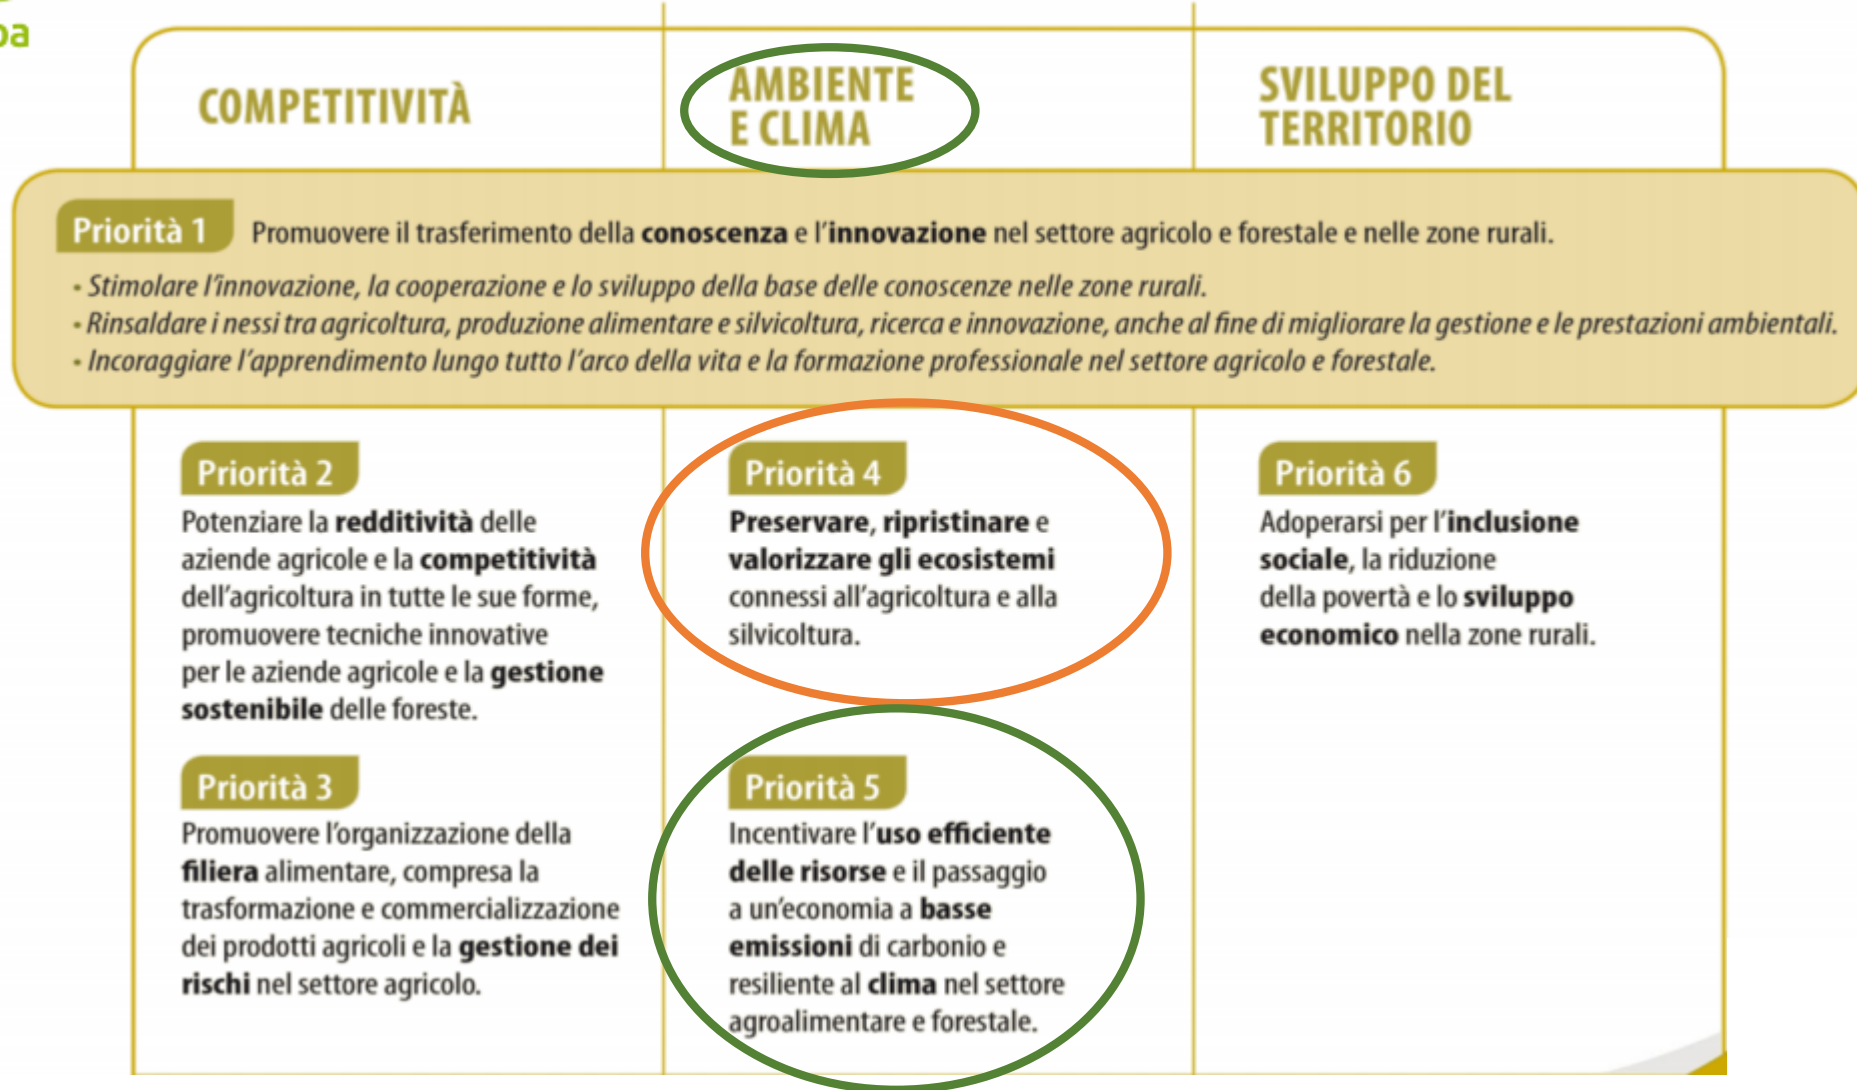 COMPETITIVITÀ
AMBIENTE
E CLIMA
SVILUPPO DEL
TERRITORIO
Priorità 1 Promuovere il trasferimento della conoscenza e l'innovazione nel settore agricolo e forestale e nelle zone rurali.
• Stimolare l'innovazione, la cooperazione e lo sviluppo della base delle conoscenze nelle zone rurali.
• Rinsaldare i nessi tra agricoltura, produzione alimentare e silvicoltura, ricerca e innovazione, anche al fine di migliorare la gestione e le prestazioni ambientali.
• Incoraggiare l'apprendimento lungo tutto l'arco della vita e la formazione professionale nel settore agricolo e forestale.
Priorità 2
Potenziare la redditività delle
aziende agricole e la competitività
dell'agricoltura in tutte le sue forme,
promuovere tecniche innovative
per le aziende agricole e la gestione
sostenibile delle foreste.
Priorità 3
Promuovere l'organizzazione della
filiera alimentare, compresa la
trasformazione e commercializzazione
dei prodotti agricoli e la gestione dei
rischi nel settore agricolo.
Priorità 4
Preservare, ripristinare e
valorizzare gli ecosistemi
connessi all'agricoltura e alla
silvicoltura.
Priorità 5
Incentivare l'uso efficiente
delle risorse e il passaggio
a un'economia a basse
emissioni di carbonio e
resiliente al clima nel settore
agroalimentare e forestale.
Priorità 6
Adoperarsi per l'inclusione
sociale, la riduzione
della povertà e lo sviluppo
economico nella zone rurali.